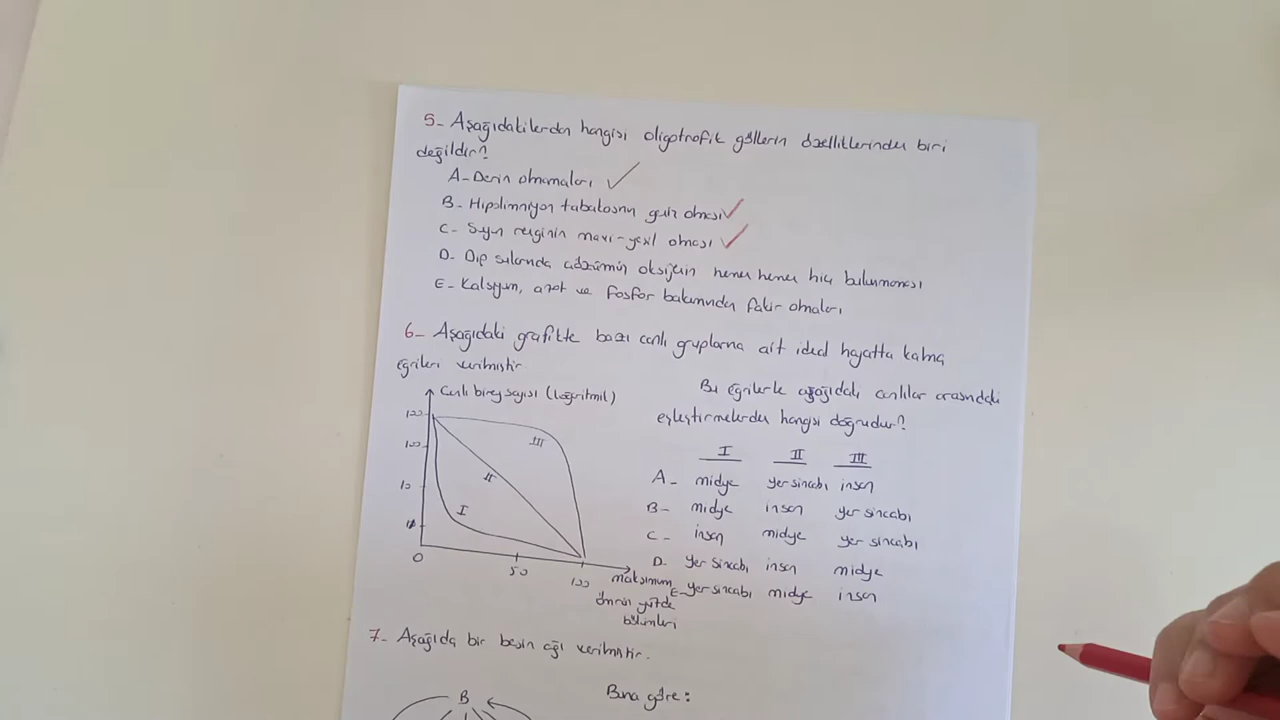 5- Aşağıdakilerden hangisi oligotrofik göllerin özelliklerinden biri
değildir?
A- Derin olmamaları ✓
B- Hipolimniyon tabakasının geniş olması ✓
C- Suyun renginin mavi-yeşil olması ✓
D- Dip sularında çözünmüş oksijenin hemen hemen hiç bulunmaması
E- Kalsiyum, azot ve fosfor bakımından fakir olmaları
6- Aşağıdaki grafikte bazı canlı gruplarına ait ideal hayatta kalma
eğrileri verilmiştir
Canlı birey sayısı (logaritmik)
100
10
0
50
100
maksimum
ömrün yüzde
bölümleri
I
II
III
Bu eğrilerle aşağıdaki canlılar arasındaki
eşleştirmelerden hangisi doğrudur?
I II III
A- midye yer sincabı insan
B- midye insan yer sincabı
C- insan midye yer sincabı
D- yer sincabı insan midye
E- yer sincabı midye insan
7- Aşağıda bir besin ağı verilmiştir.
B
Buna göre: